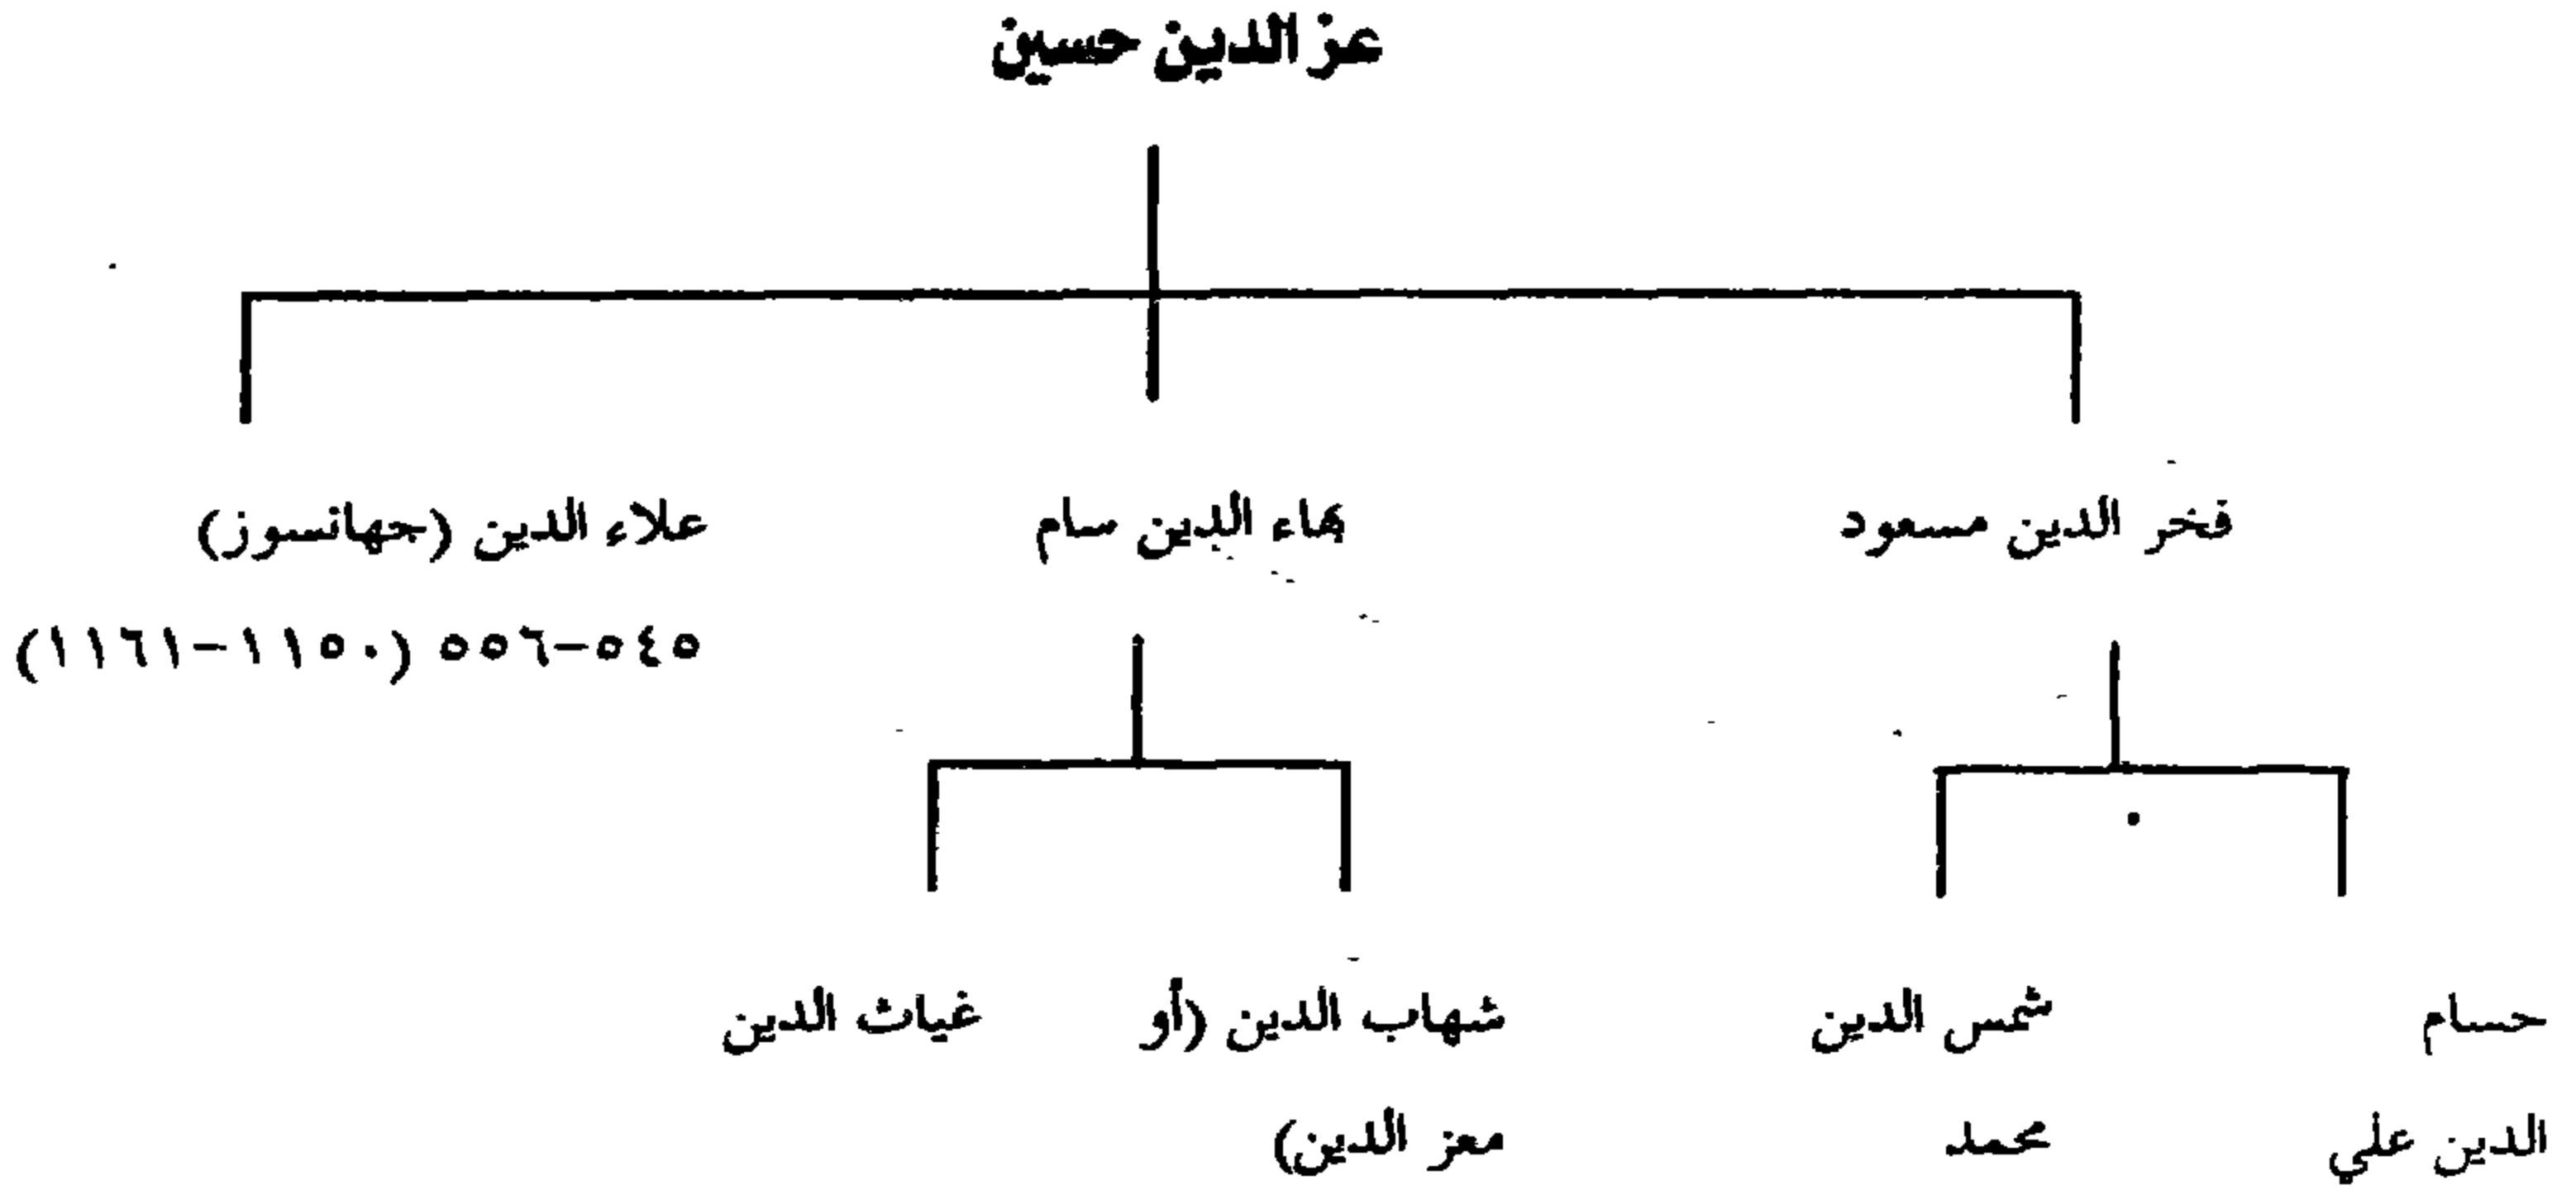 عز الدين حسين
فخر الدين مسعود
بهاء الدين سام
علاء الدين (جهانسوز)
٥٤٥-٥٥٦ (١١٥٠-١١٦١)
حسام
الدين علي
شمس الدين
محمد
شهاب الدين (أو
معز الدين)
غياث الدين